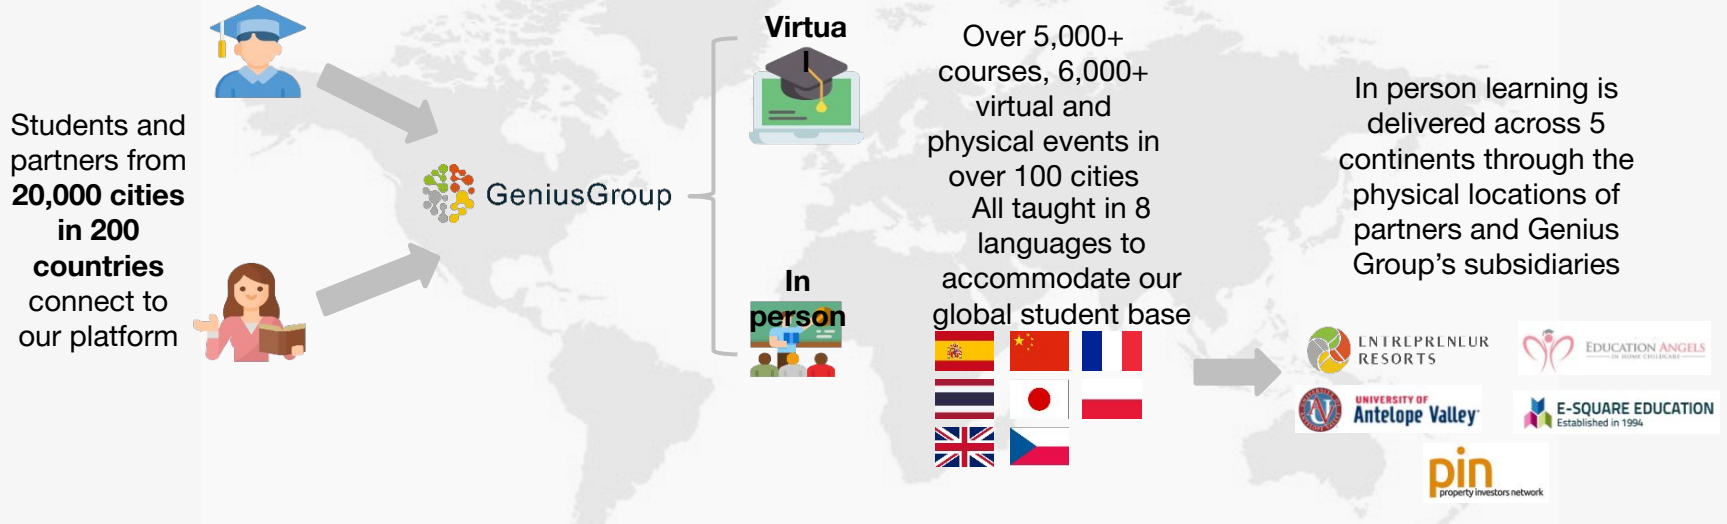 Students and
partners from
20,000 cities
in 200
countries
connect to
our platform
GeniusGroup
Virtua
l
In
person
Over 5,000+
courses, 6,000+
virtual and
physical events in
over 100 cities
All taught in 8
languages to
accommodate our
global student base
In person learning is
delivered across 5
continents through the
physical locations of
partners and Genius
Group's subsidiaries
ENTREPRENEUR
RESORTS
EDUCATION ANGELS
IN HOME CHILDCARE
UNIVERSITY OF
Antelope Valley
E-SQUARE EDUCATION
Established in 1994
pin
property investors network